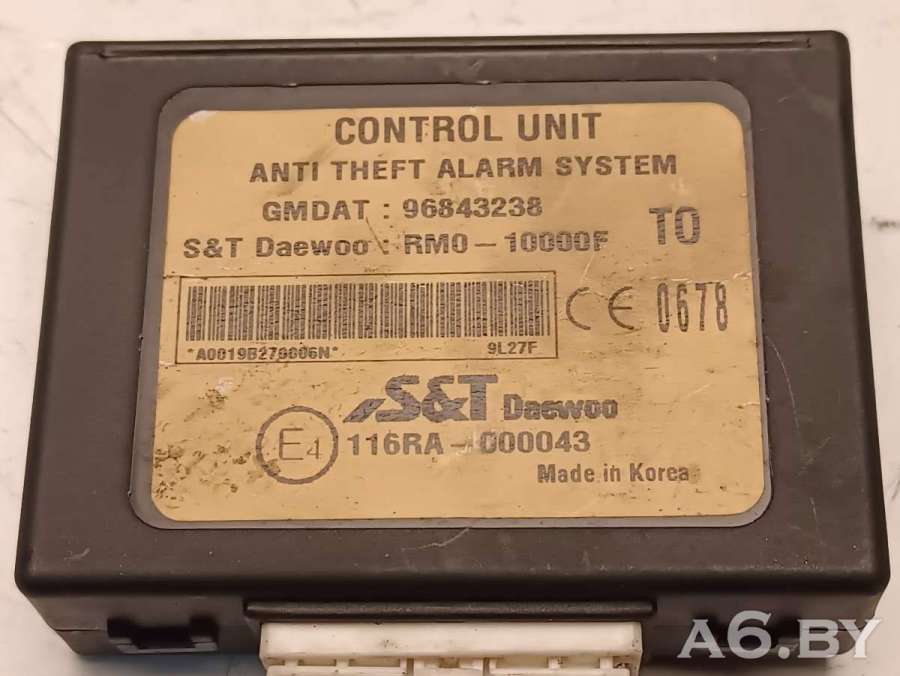 CONTROL UNIT
ANTI THEFT ALARM SYSTEM
GMDAT : 96843238
S&T Daewoo : RM0-10000F TO
CE 0678
*A0019B270006N* 9L27F
S&T Daewoo
E4 116RA-000043
Made in Korea
A6.BY